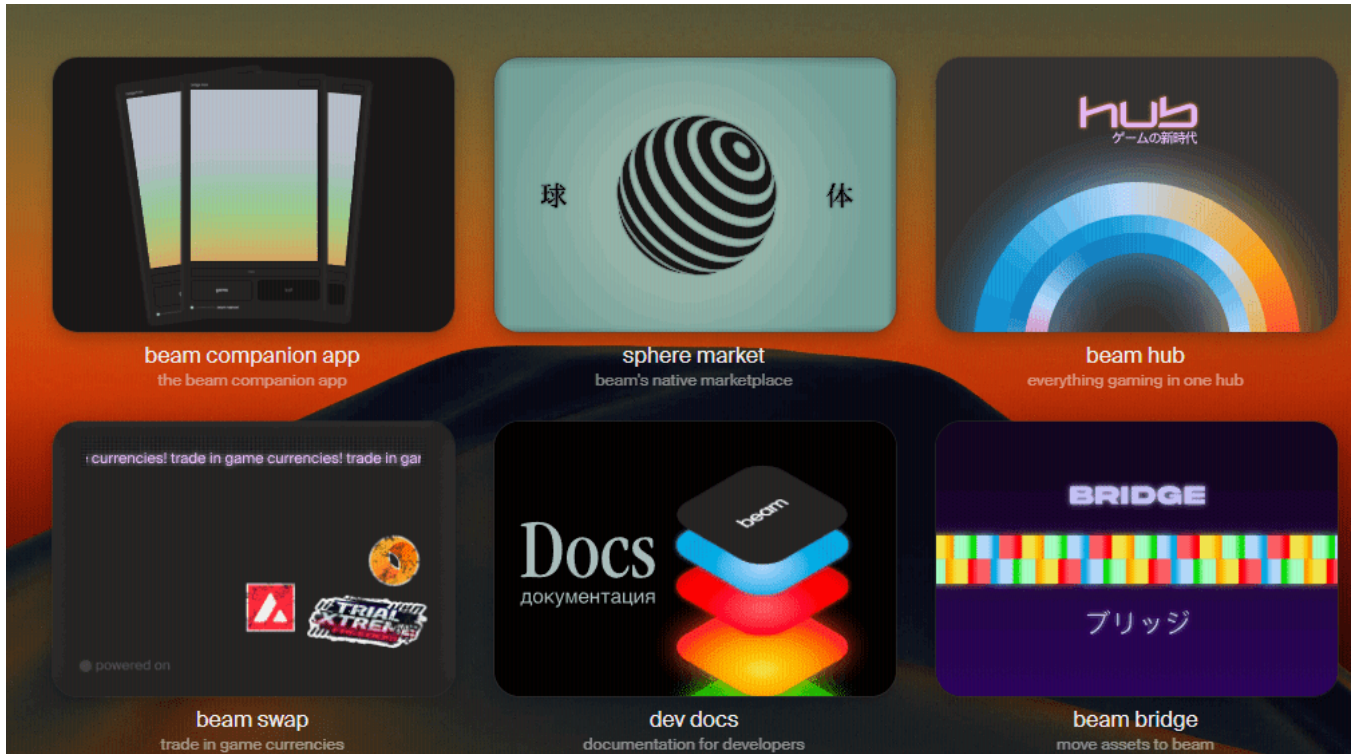 beam companion app
the beam companion app
球 体
sphere market
beam's native marketplace
hub
ゲームの新時代
beam hub
everything gaming in one hub
currencies! trade in game currencies! trade in gar
TRIAL
XTREME
powered on
beam swap
trade in game currencies
beam
Docs
документация
dev docs
documentation for developers
BRIDGE
ブリッジ
beam bridge
move assets to beam